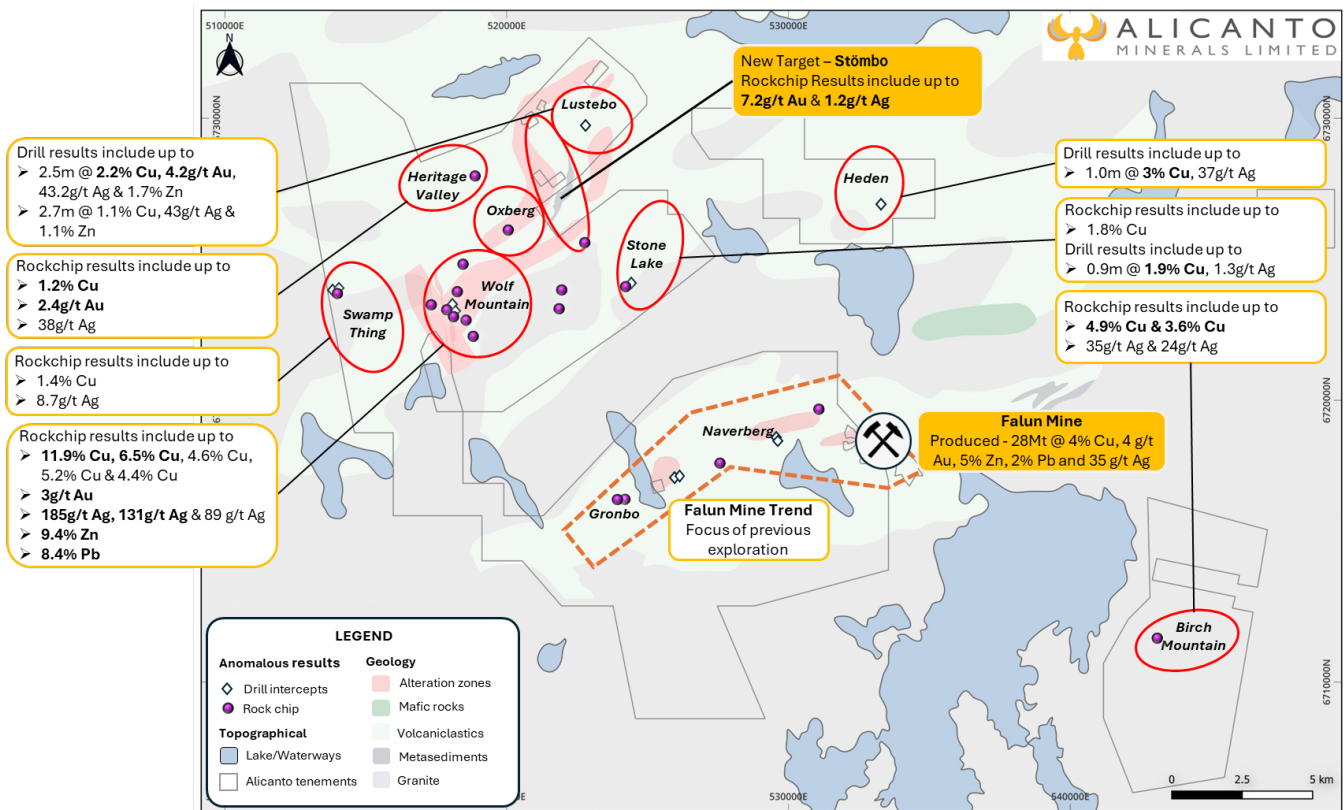 510000E
520000E
530000E
N
ALICANTO
MINERALS LIMITED
New Target – Stömbo
Rockchip Results include up to
7.2g/t Au & 1.2g/t Ag
6730000N
6730000N
Lustebo
Drill results include up to
➢ 2.5m @ 2.2% Cu, 4.2g/t Au,
43.2g/t Ag & 1.7% Zn
➢ 2.7m @ 1.1% Cu, 43g/t Ag &
1.1% Zn
Heritage
Valley
Oxberg
Heden
Drill results include up to
➢ 1.0m @ 3% Cu, 37g/t Ag
Rockchip results include up to
➢ 1.8% Cu
Drill results include up to
➢ 0.9m @ 1.9% Cu, 1.3g/t Ag
Stone
Lake
Rockchip results include up to
➢ 1.2% Cu
➢ 2.4g/t Au
➢ 38g/t Ag
Wolf
Mountain
Swamp
Thing
Rockchip results include up to
➢ 4.9% Cu & 3.6% Cu
➢ 35g/t Ag & 24g/t Ag
Rockchip results include up to
➢ 1.4% Cu
➢ 8.7g/t Ag
6720000N
Rockchip results include up to
➢ 11.9% Cu, 6.5% Cu, 4.6% Cu,
5.2% Cu & 4.4% Cu
➢ 3g/t Au
➢ 185g/t Ag, 131g/t Ag & 89 g/t Ag
➢ 9.4% Zn
➢ 8.4% Pb
Naverberg
Falun Mine
Produced - 28Mt @ 4% Cu, 4 g/t
Au, 5% Zn, 2% Pb and 35 g/t Ag
Gronbo
Falun Mine Trend
Focus of previous
exploration
Birch
Mountain
6710000N
LEGEND
Anomalous results
Drill intercepts
Rock chip
Topographical
Lake/Waterways
Alicanto tenements
Geology
Alteration zones
Mafic rocks
Volcaniclastics
Metasediments
Granite
0 2.5 5 km
530000E
540000E